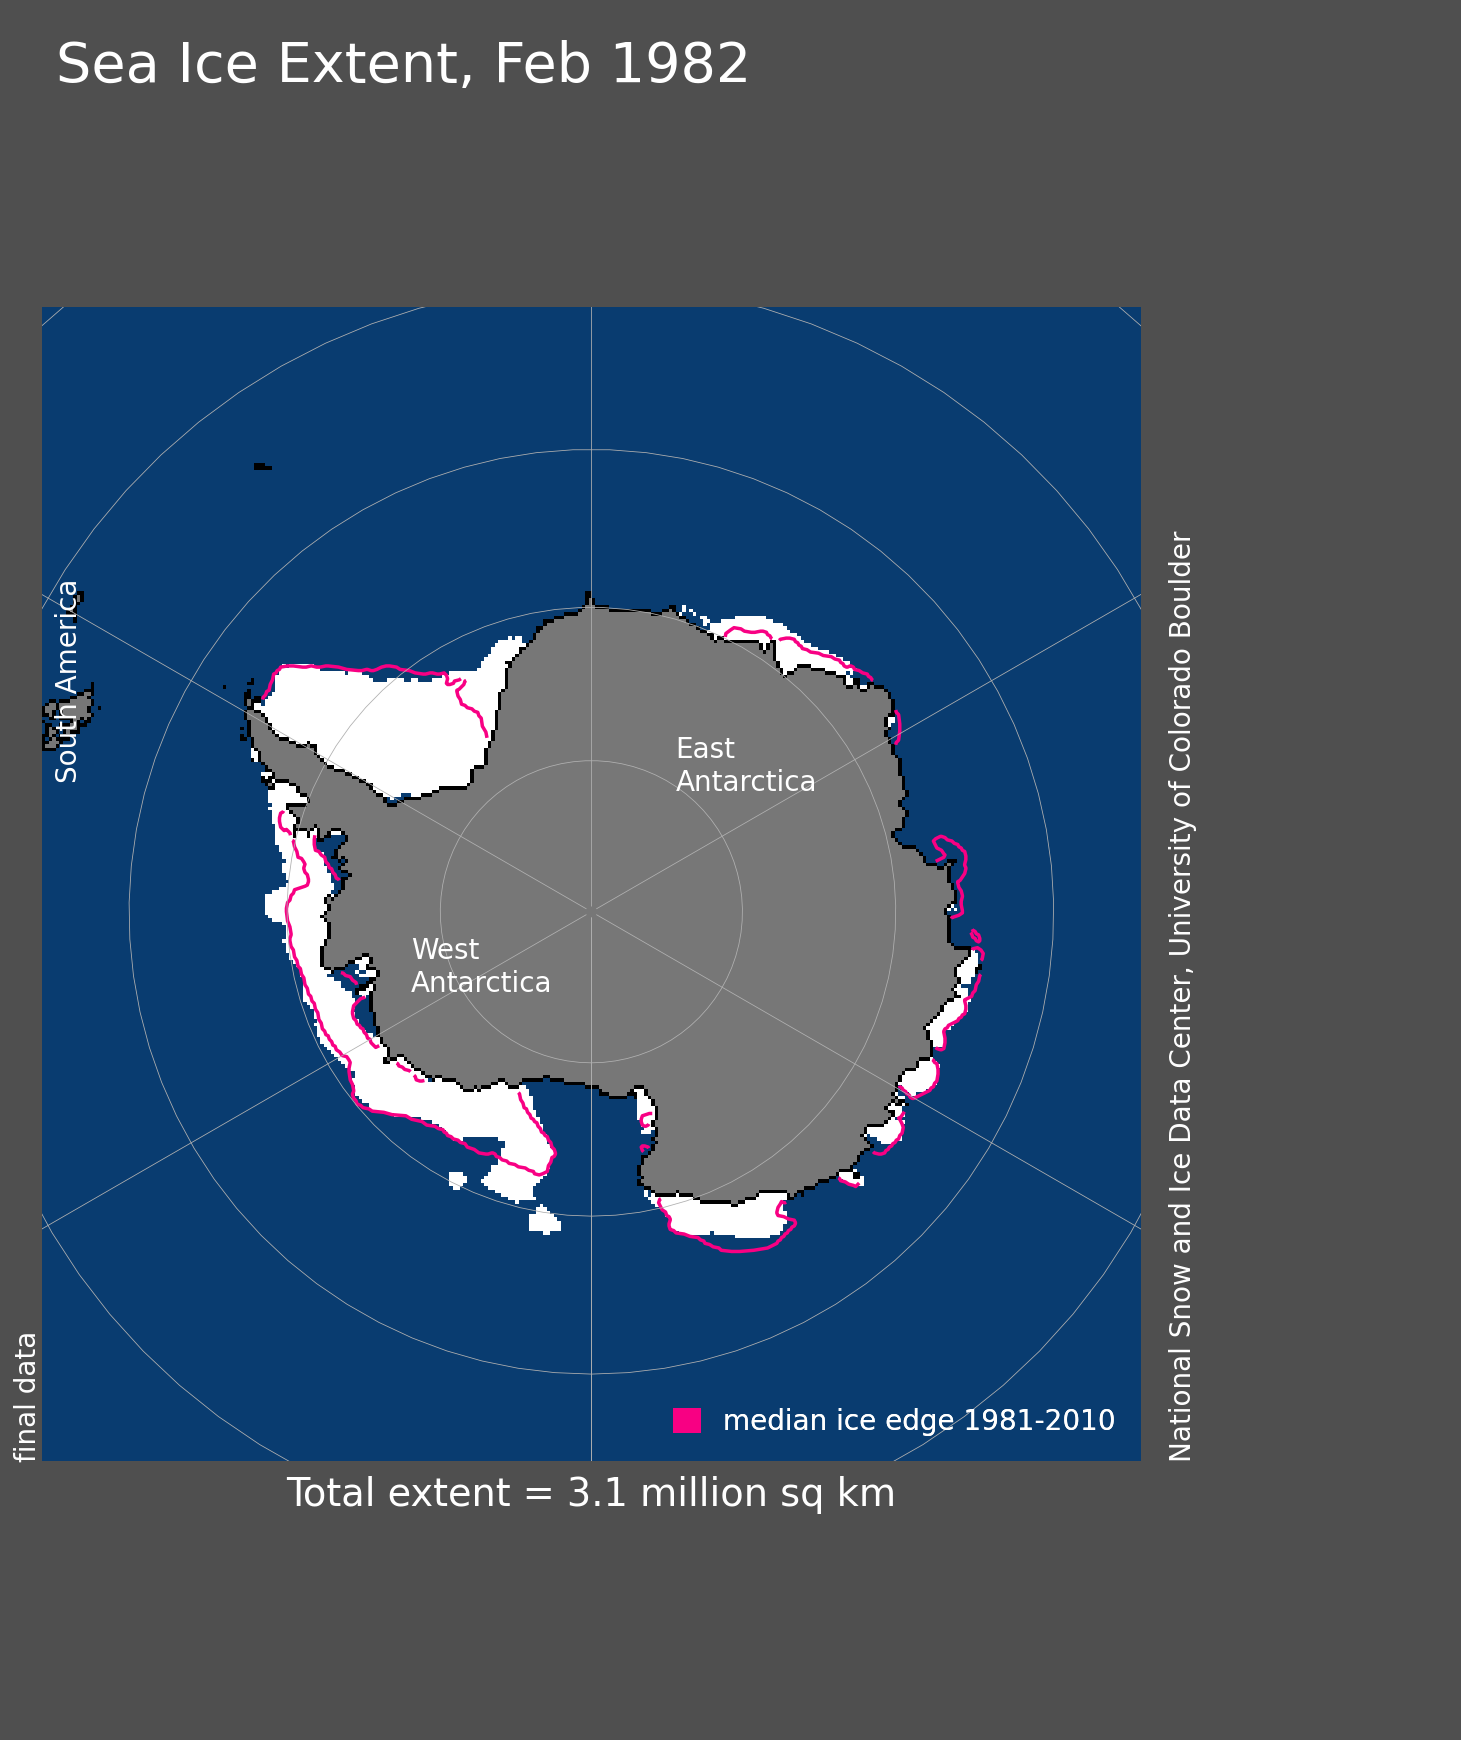 Sea Ice Extent, Feb 1982
South America
East
Antarctica
West
Antarctica
median ice edge 1981-2010
final data
National Snow and Ice Data Center, University of Colorado Boulder
Total extent = 3.1 million sq km